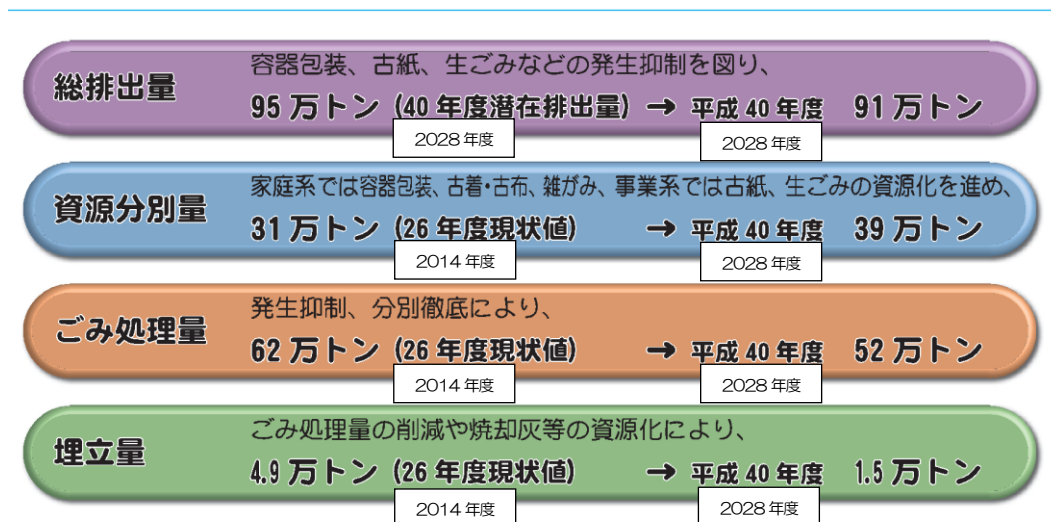 総排出量
容器包装、古紙、生ごみなどの発生抑制を図り、
95 万トン (40 年度潜在排出量) → 平成 40 年度 91 万トン
2028 年度 2028 年度
資源分別量
家庭系では容器包装、古着・古布、雑がみ、事業系では古紙、生ごみの資源化を進め、
31 万トン (26 年度現状値) → 平成 40 年度 39 万トン
2014 年度 2028 年度
ごみ処理量
発生抑制、分別徹底により、
62 万トン (26 年度現状値) → 平成 40 年度 52 万トン
2014 年度 2028 年度
埋立量
ごみ処理量の削減や焼却灰等の資源化により、
4.9 万トン (26 年度現状値) → 平成 40 年度 1.5 万トン
2014 年度 2028 年度